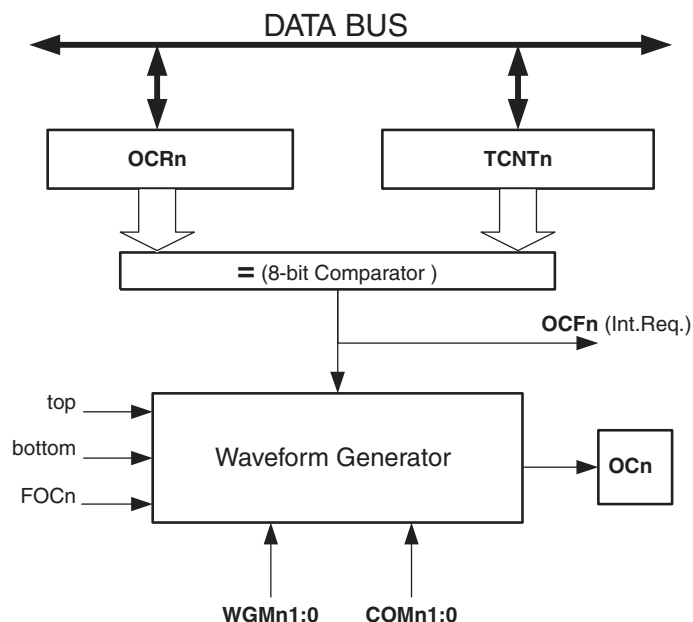 DATA BUS
OCRn
TCNTn
= (8-bit Comparator )
OCFn (Int.Req.)
top
bottom
FOCn
Waveform Generator
OCn
WGMn1:0
COMn1:0